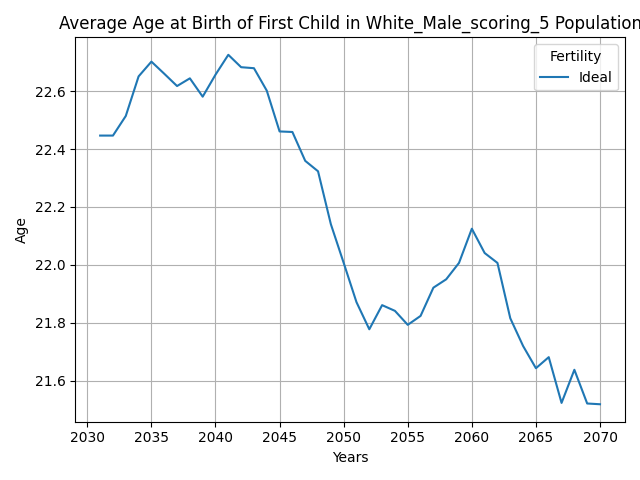 Average Age at Birth of First Child in White_Male_scoring_5 Population
Fertility
Ideal
22.6
22.4
22.2
22.0
21.8
21.6
Age
2030 2035 2040 2045 2050 2055 2060 2065 2070
Years